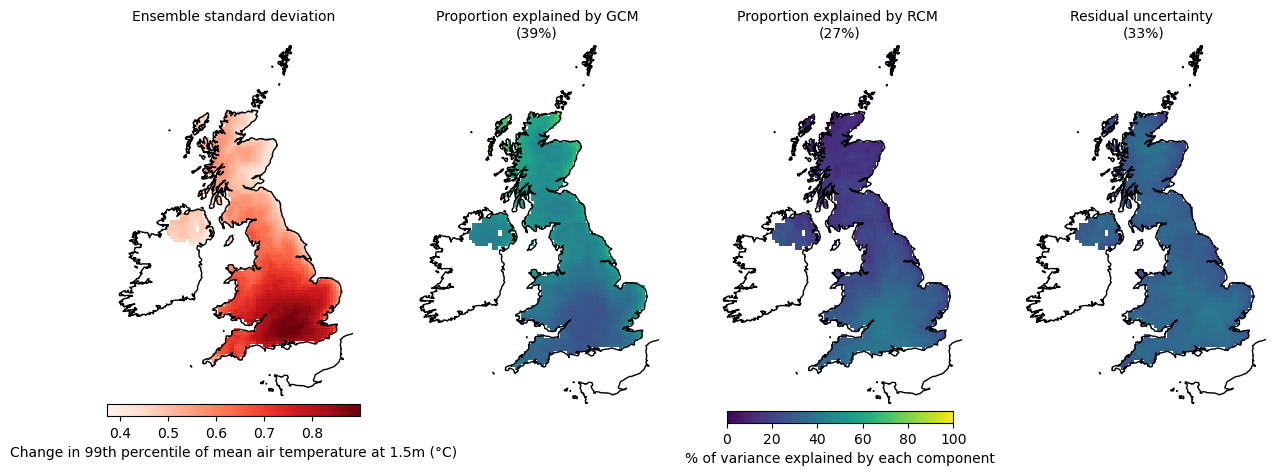 Ensemble standard deviation
Proportion explained by GCM
(39%)
Proportion explained by RCM
(27%)
Residual uncertainty
(33%)
0.4 0.5 0.6 0.7 0.8
Change in 99th percentile of mean air temperature at 1.5m (°C)
0 20 40 60 80 100
% of variance explained by each component